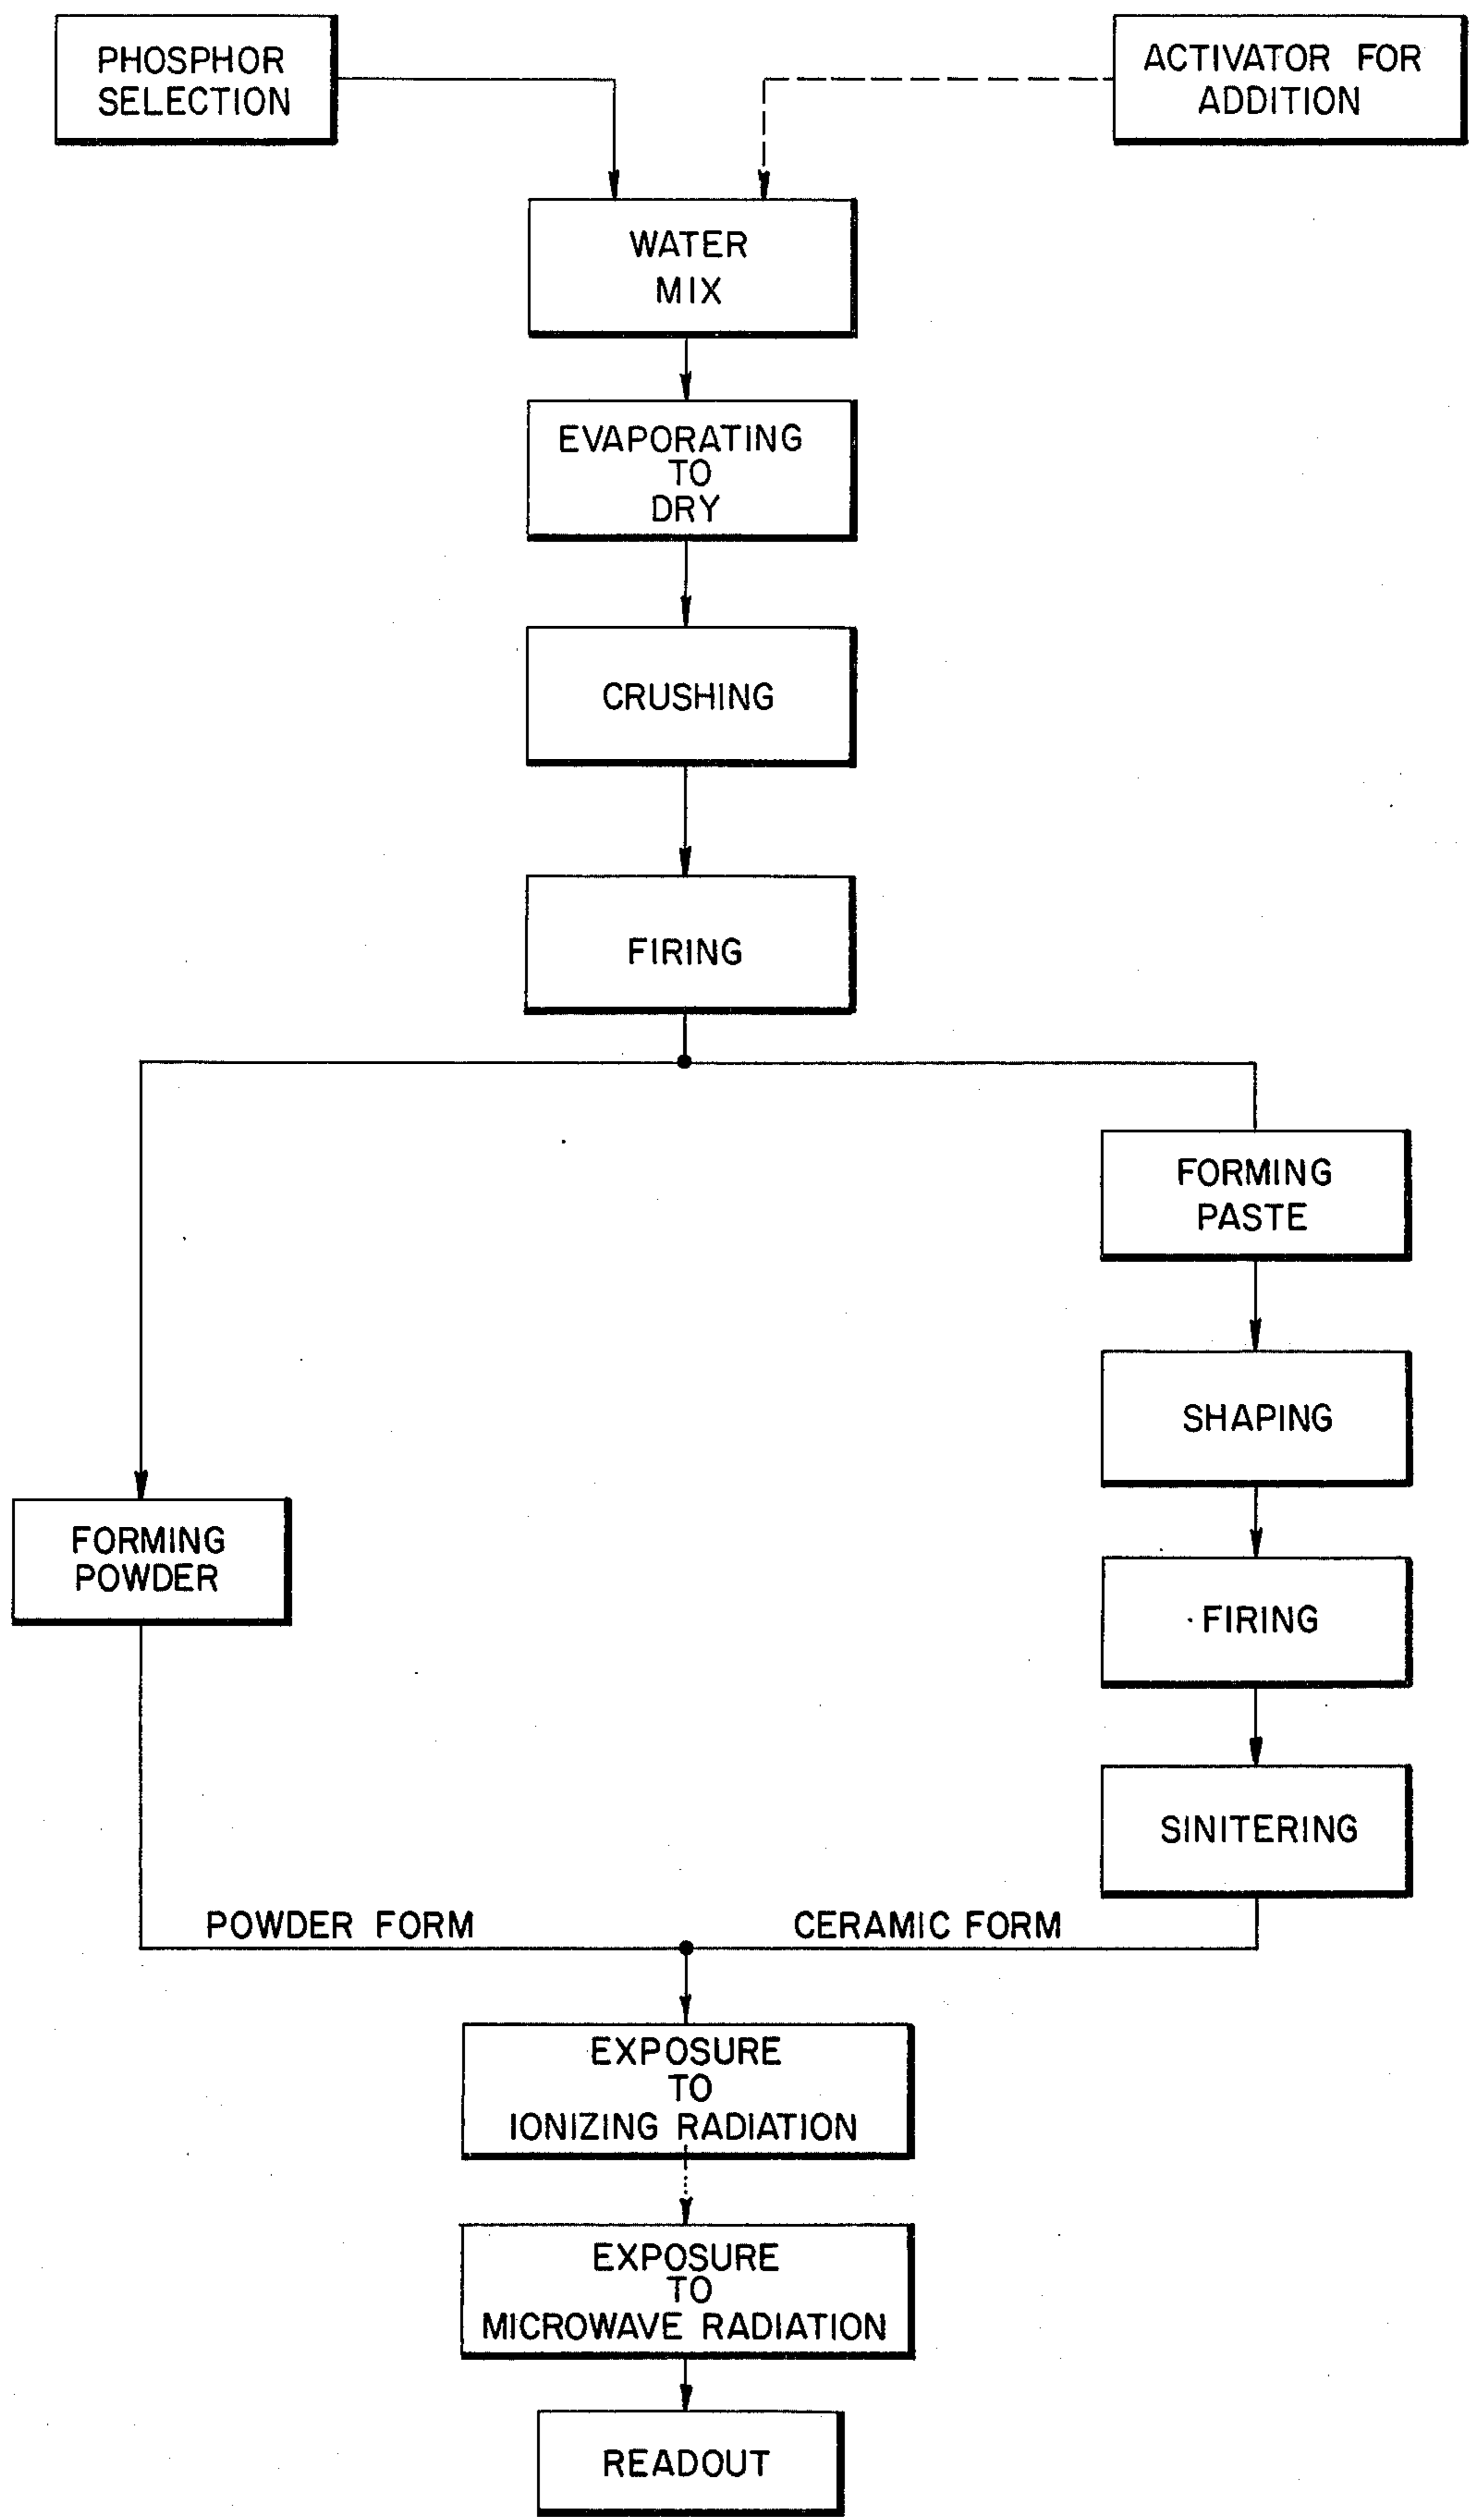 PHOSPHOR
SELECTION
ACTIVATOR FOR
ADDITION
WATER
MIX
EVAPORATING
TO
DRY
CRUSHING
FIRING
FORMING
PASTE
SHAPING
FORMING
POWDER
FIRING
SINITERING
POWDER FORM
CERAMIC FORM
EXPOSURE
TO
IONIZING RADIATION
EXPOSURE
TO
MICROWAVE RADIATION
READOUT